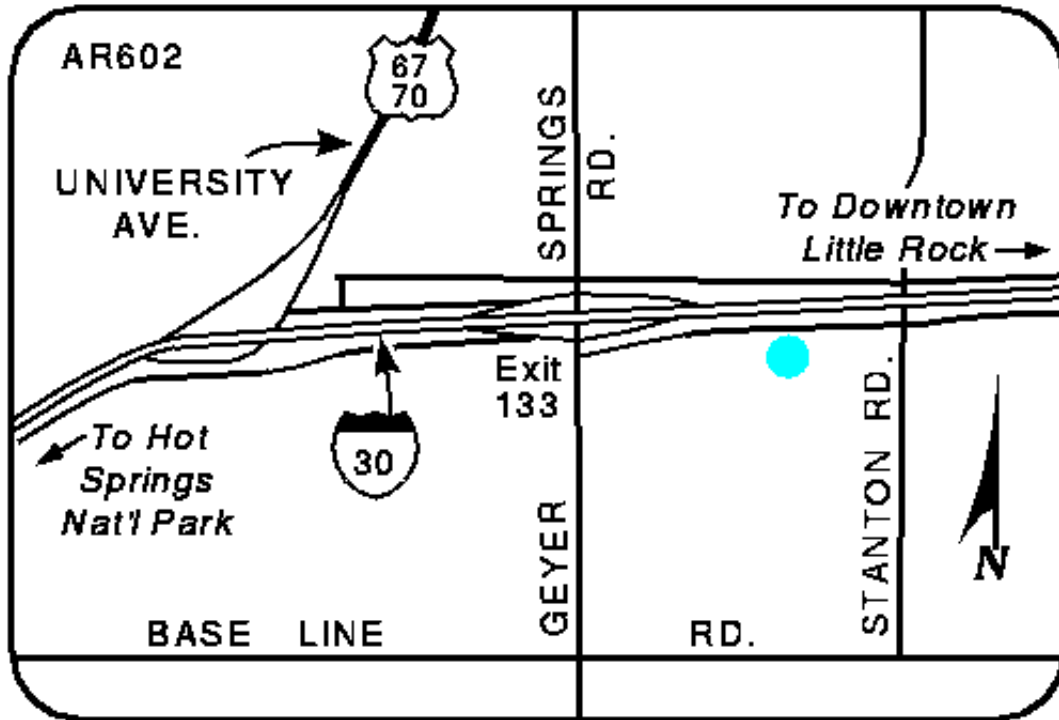 AR602
67
70
UNIVERSITY
AVE.
GEYER SPRINGS
RD.
To Downtown
Little Rock
Exit
133
30
To Hot
Springs
Nat'l Park
STANTON RD.
N
BASE LINE RD.